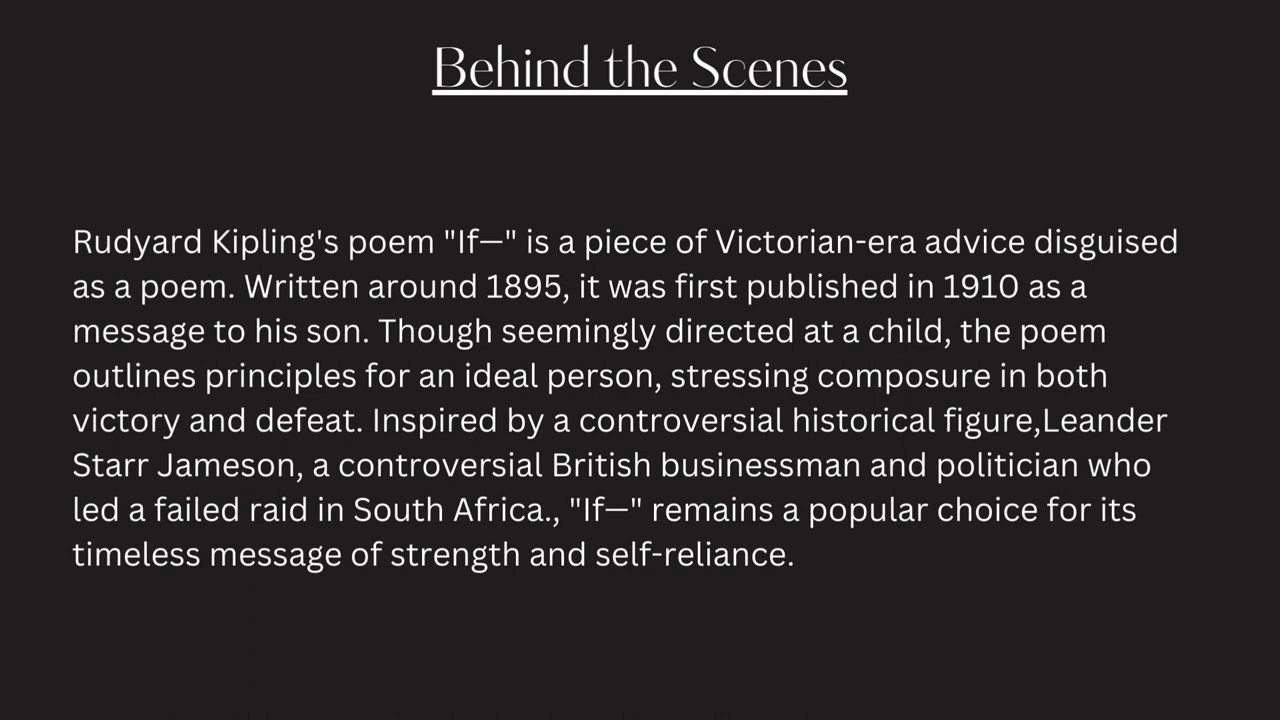 Behind the Scenes
Rudyard Kipling's poem "If—" is a piece of Victorian-era advice disguised
as a poem. Written around 1895, it was first published in 1910 as a
message to his son. Though seemingly directed at a child, the poem
outlines principles for an ideal person, stressing composure in both
victory and defeat. Inspired by a controversial historical figure,Leander
Starr Jameson, a controversial British businessman and politician who
led a failed raid in South Africa., "If—" remains a popular choice for its
timeless message of strength and self-reliance.